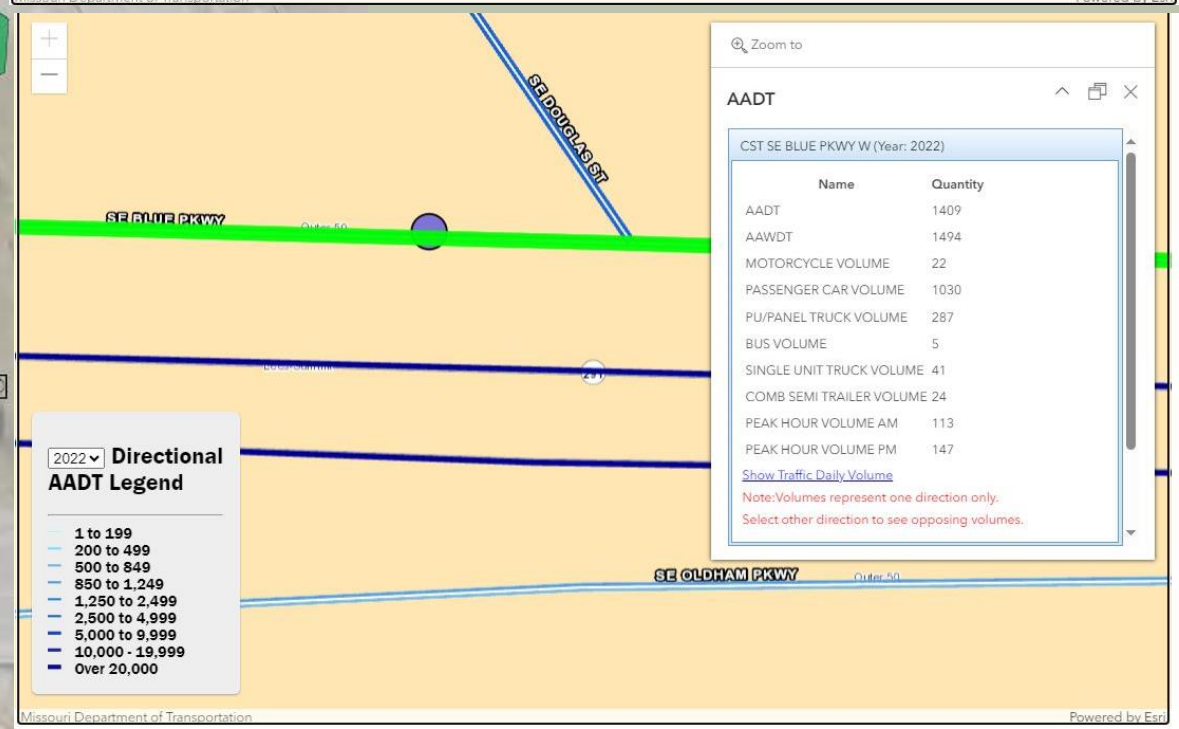 Missouri Department of Transportation
Powered by Esri
+
−
Zoom to
AADT
CST SE BLUE PKWY W (Year: 2022)
Name Quantity
AADT 1409
AAWDT 1494
MOTORCYCLE VOLUME 22
PASSENGER CAR VOLUME 1030
PU/PANEL TRUCK VOLUME 287
BUS VOLUME 5
SINGLE UNIT TRUCK VOLUME 41
COMB SEMI TRAILER VOLUME 24
PEAK HOUR VOLUME AM 113
PEAK HOUR VOLUME PM 147
Show Traffic Daily Volume
Note:Volumes represent one direction only.
Select other direction to see opposing volumes.
SE DOUGLAS ST
SE BLUE PKWY
Outer 50
291
2022 Directional
AADT Legend
1 to 199
200 to 499
500 to 849
850 to 1,249
1,250 to 2,499
2,500 to 4,999
5,000 to 9,999
10,000 - 19,999
Over 20,000
SE OLDHAM PKWY
Outer 50
Missouri Department of Transportation
Powered by Esri